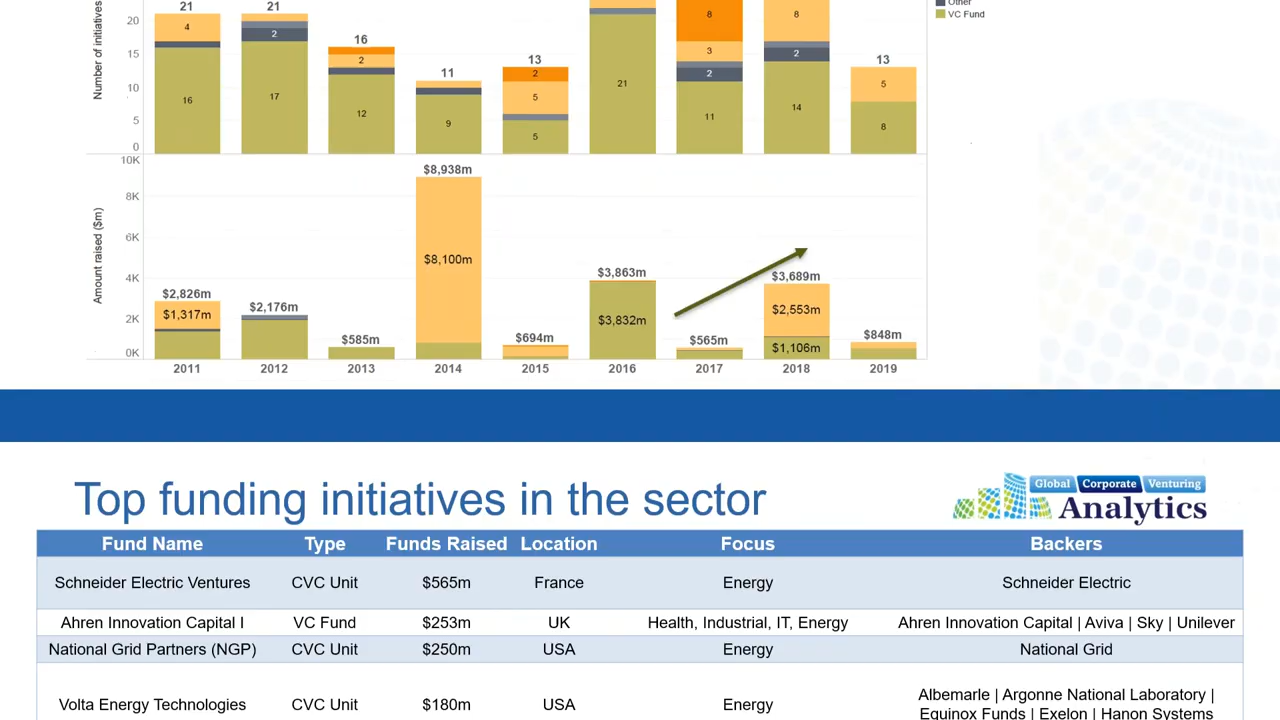 Other
VC Fund
Number of initiatives
20
15
10
5
0
21
4
16
21
2
17
16
2
12
11
9
13
2
5
5
21
8
3
2
11
8
2
14
13
5
8
Amount raised ($m)
10K
8K
6K
4K
2K
0K
$2,826m
$1,317m
$2,176m
$585m
$8,938m
$8,100m
$694m
$3,863m
$3,832m
$565m
$3,689m
$2,553m
$1,106m
$848m
2011 2012 2013 2014 2015 2016 2017 2018 2019
Top funding initiatives in the sector
Global Corporate Venturing
Analytics
Fund Name Type Funds Raised Location Focus Backers
Schneider Electric Ventures CVC Unit $565m France Energy Schneider Electric
Ahren Innovation Capital I VC Fund $253m UK Health, Industrial, IT, Energy Ahren Innovation Capital | Aviva | Sky | Unilever
National Grid Partners (NGP) CVC Unit $250m USA Energy National Grid
Volta Energy Technologies CVC Unit $180m USA Energy Albemarle | Argonne National Laboratory |
Equinox Funds | Exelon | Hanon Systems